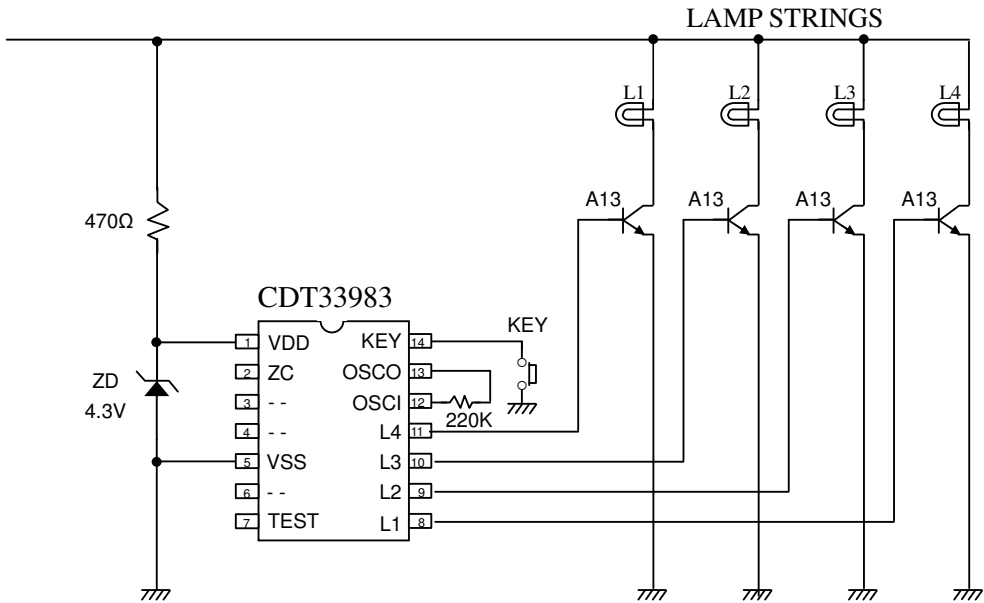 LAMP STRINGS
L1 L2 L3 L4
A13 A13 A13 A13
470Ω
CDT33983
KEY
1 VDD KEY 14
2 ZC OSCO 13
ZD
4.3V
3 -- OSCI 12
220K
4 -- L4 11
5 VSS L3 10
6 -- L2 9
7 TEST L1 8